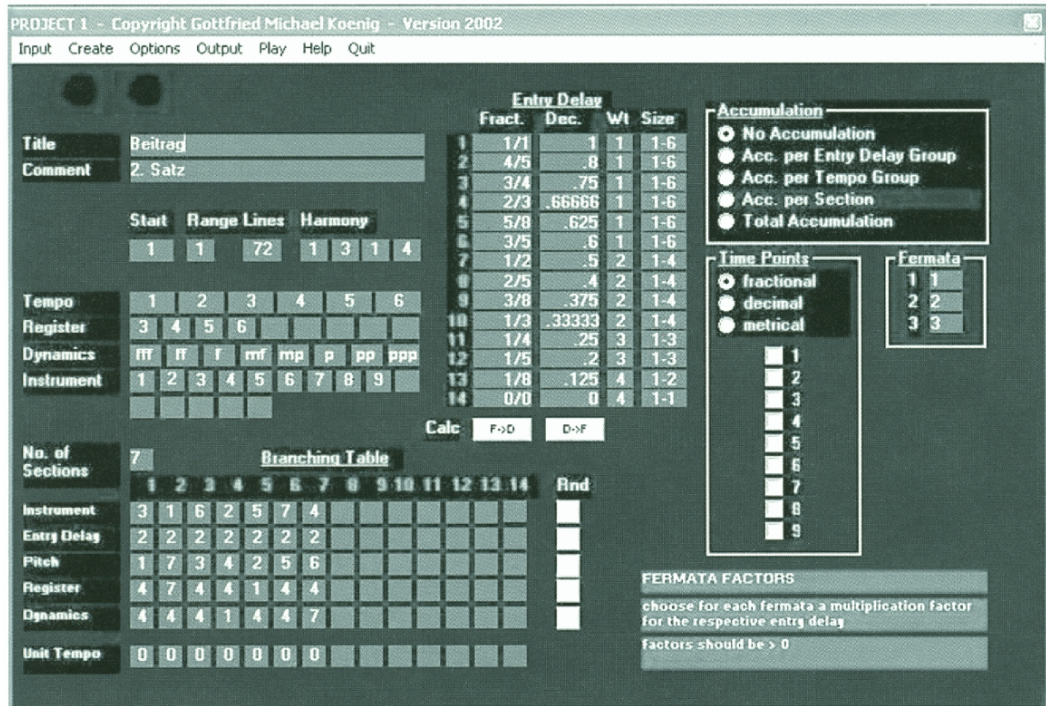 PROJECT 1 - Copyright Gottfried Michael Koenig - Version 2002
Input Create Options Output Play Help Quit
Title Beitrag
Comment 2. Satz
Start Range Lines Harmony
1 1 72 1 3 1 4
Tempo 1 2 3 4 5 6
Register 3 4 5 6
Dynamics fff ff f mf mp p pp ppp
Instrument 1 2 3 4 5 6 7 8 9
Entry Delay
Fract. Dec. Wt Size
1 1/1 1 1 1-6
2 4/5 .8 1 1-6
3 3/4 .75 1 1-6
4 2/3 .66666 1 1-6
5 5/8 .625 1 1-6
6 3/5 .6 1 1-6
7 1/2 .5 2 1-4
8 2/5 .4 2 1-4
9 3/8 .375 2 1-4
10 1/3 .33333 2 1-4
11 1/4 .25 3 1-3
12 1/5 .2 3 1-3
13 1/8 .125 4 1-2
14 0/0 0 4 1-1
Calc F->D D->F
Accumulation
No Accumulation
Acc. per Entry Delay Group
Acc. per Tempo Group
Acc. per Section
Total Accumulation
Time Points
fractional
decimal
metrical
1
2
3
4
5
6
7
8
9
Fermata
1 1
2 2
3 3
No. of
Sections 7
Branching Table
1 2 3 4 5 6 7 8 9 10 11 12 13 14 Rnd
Instrument 3 1 6 2 5 7 4
Entry Delay 2 2 2 2 2 2 2
Pitch 1 7 3 4 2 5 6
Register 4 7 4 4 1 4 4
Dynamics 4 4 4 1 4 4 7
Unit Tempo 0 0 0 0 0 0 0
FERMATA FACTORS
choose for each fermata a multiplication factor
for the respective entry delay
factors should be > 0